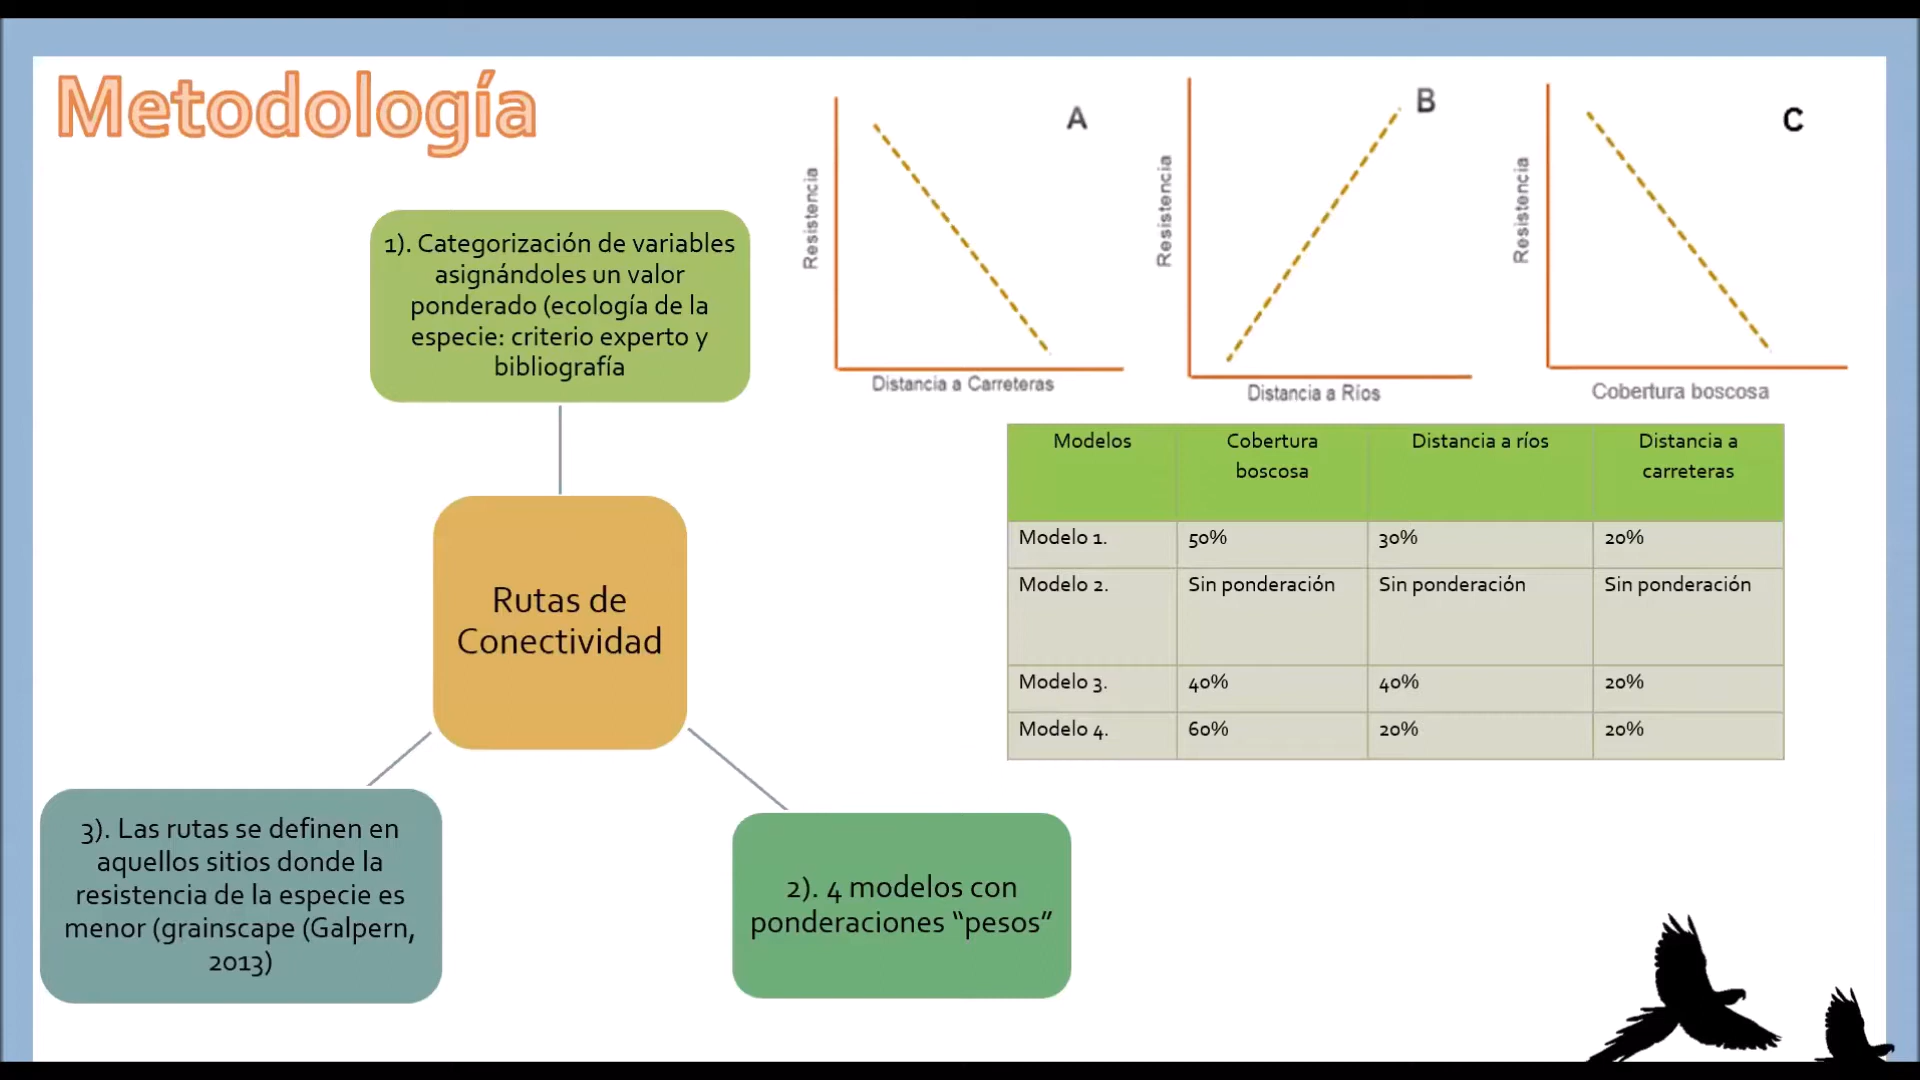 Metodología
1). Categorización de variables
asignándoles un valor
ponderado (ecología de la
especie: criterio experto y
bibliografía
Rutas de
Conectividad
3). Las rutas se definen en
aquellos sitios donde la
resistencia de la especie es
menor (grainscape (Galpern,
2013)
2). 4 modelos con
ponderaciones “pesos”
A
Resistencia
Distancia a Carreteras
B
Resistencia
Distancia a Ríos
C
Resistencia
Cobertura boscosa
Modelos Cobertura boscosa Distancia a ríos Distancia a carreteras
Modelo 1. 50% 30% 20%
Modelo 2. Sin ponderación Sin ponderación Sin ponderación
Modelo 3. 40% 40% 20%
Modelo 4. 60% 20% 20%